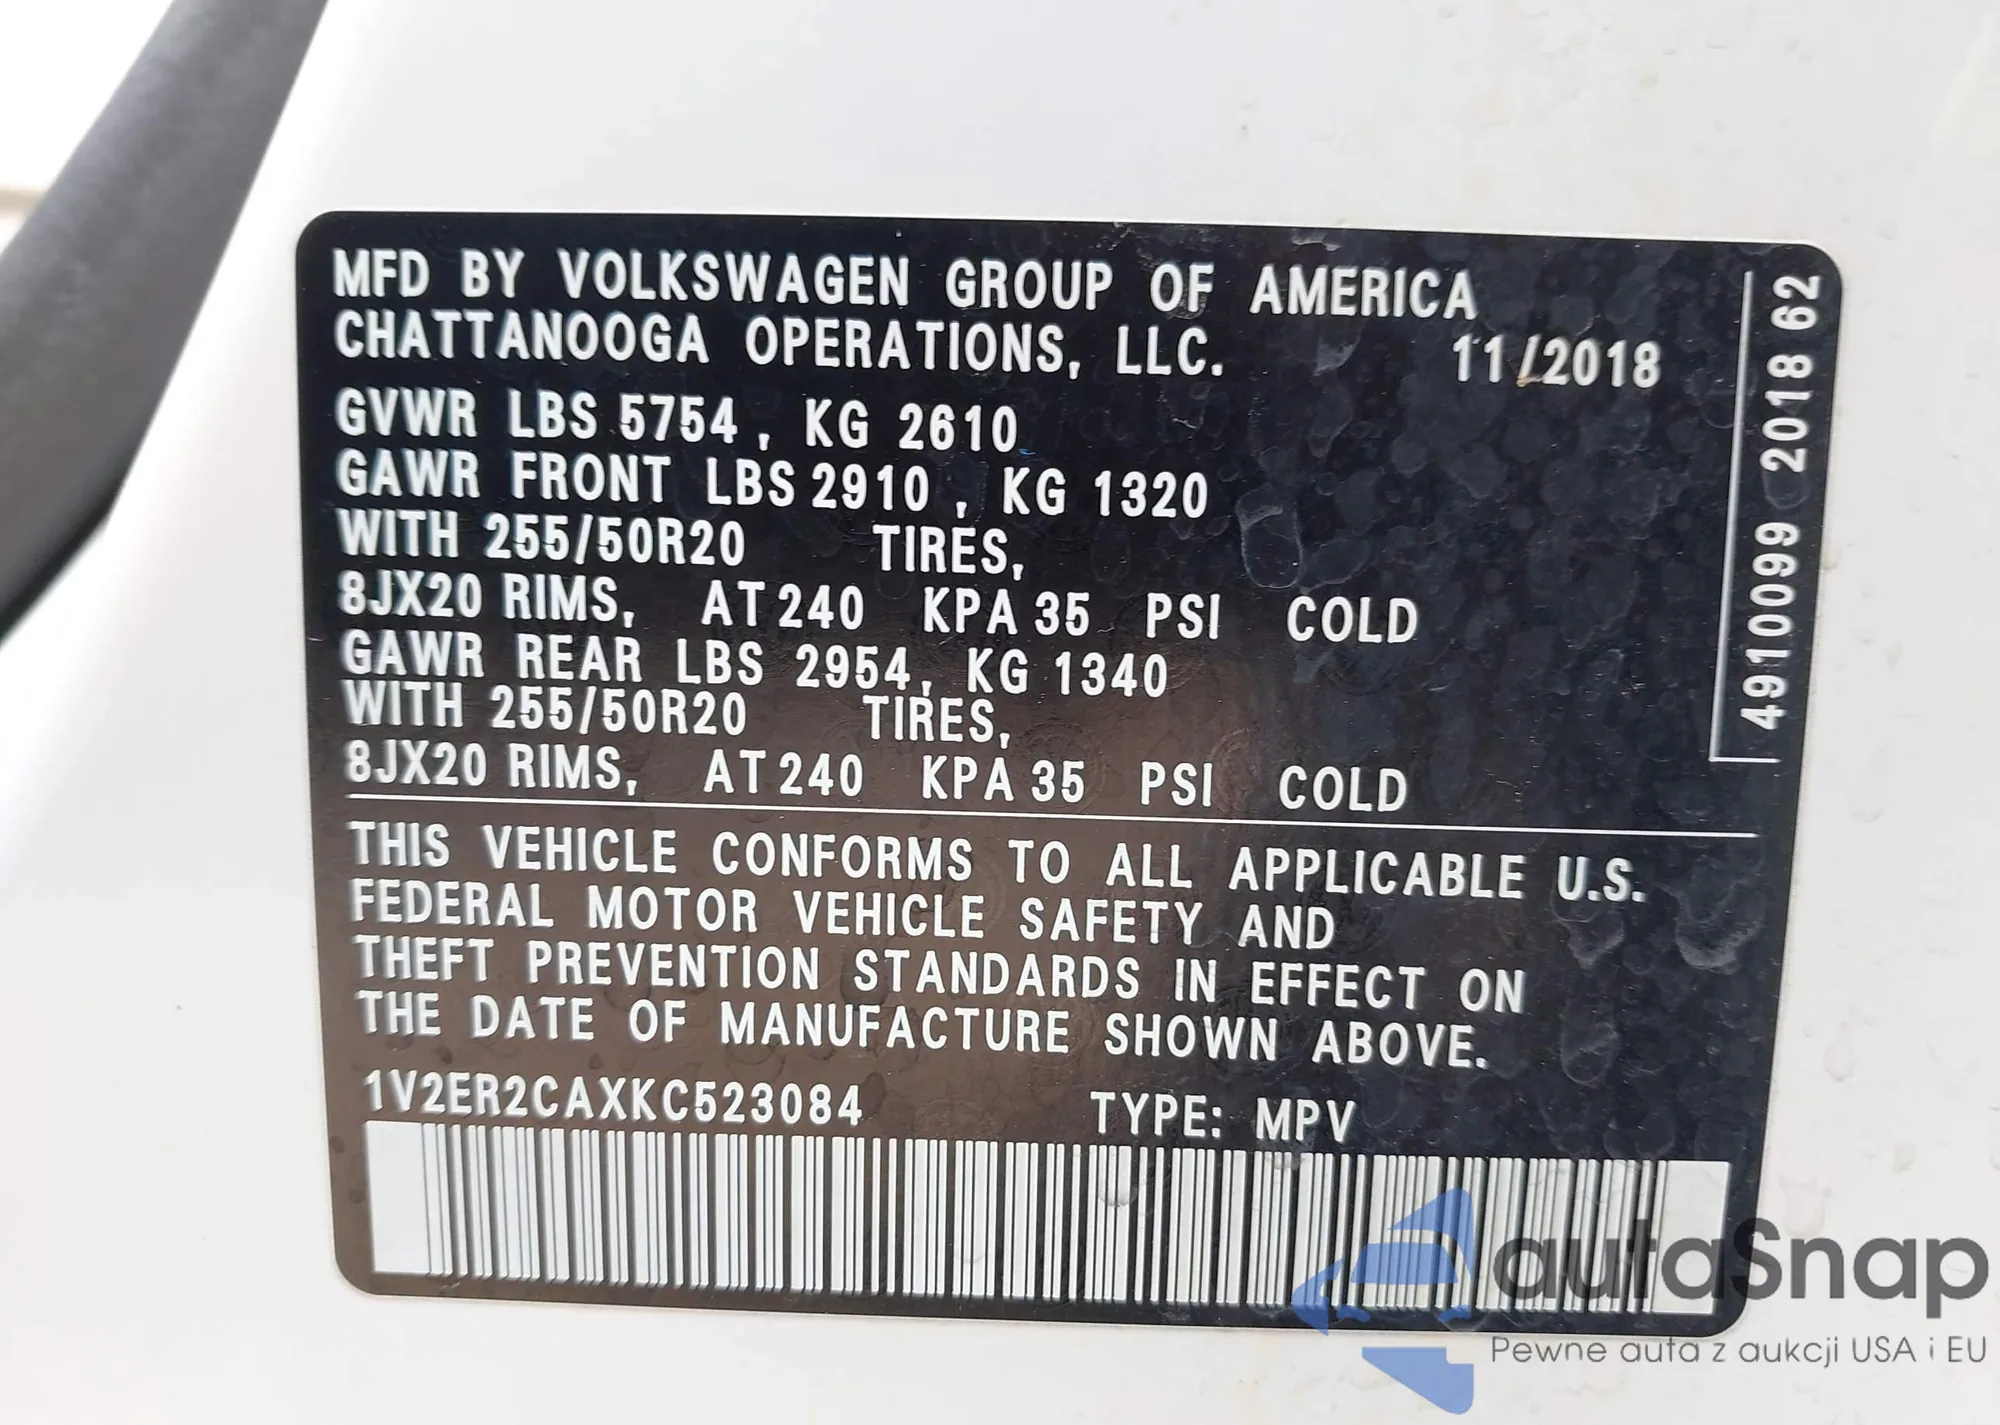 MFD BY VOLKSWAGEN GROUP OF AMERICA
CHATTANOOGA OPERATIONS, LLC. 11/2018
GVWR LBS 5754, KG 2610
GAWR FRONT LBS 2910, KG 1320
WITH 255/50R20 TIRES,
8JX20 RIMS, AT 240 KPA 35 PSI COLD
GAWR REAR LBS 2954, KG 1340
WITH 255/50R20 TIRES,
8JX20 RIMS, AT 240 KPA 35 PSI COLD
THIS VEHICLE CONFORMS TO ALL APPLICABLE U.S.
FEDERAL MOTOR VEHICLE SAFETY AND
THEFT PREVENTION STANDARDS IN EFFECT ON
THE DATE OF MANUFACTURE SHOWN ABOVE.
1V2ER2CAXKC523084 TYPE: MPV
4910099 2018 62
autaSnap
Pewne auta z aukcji USA i EU